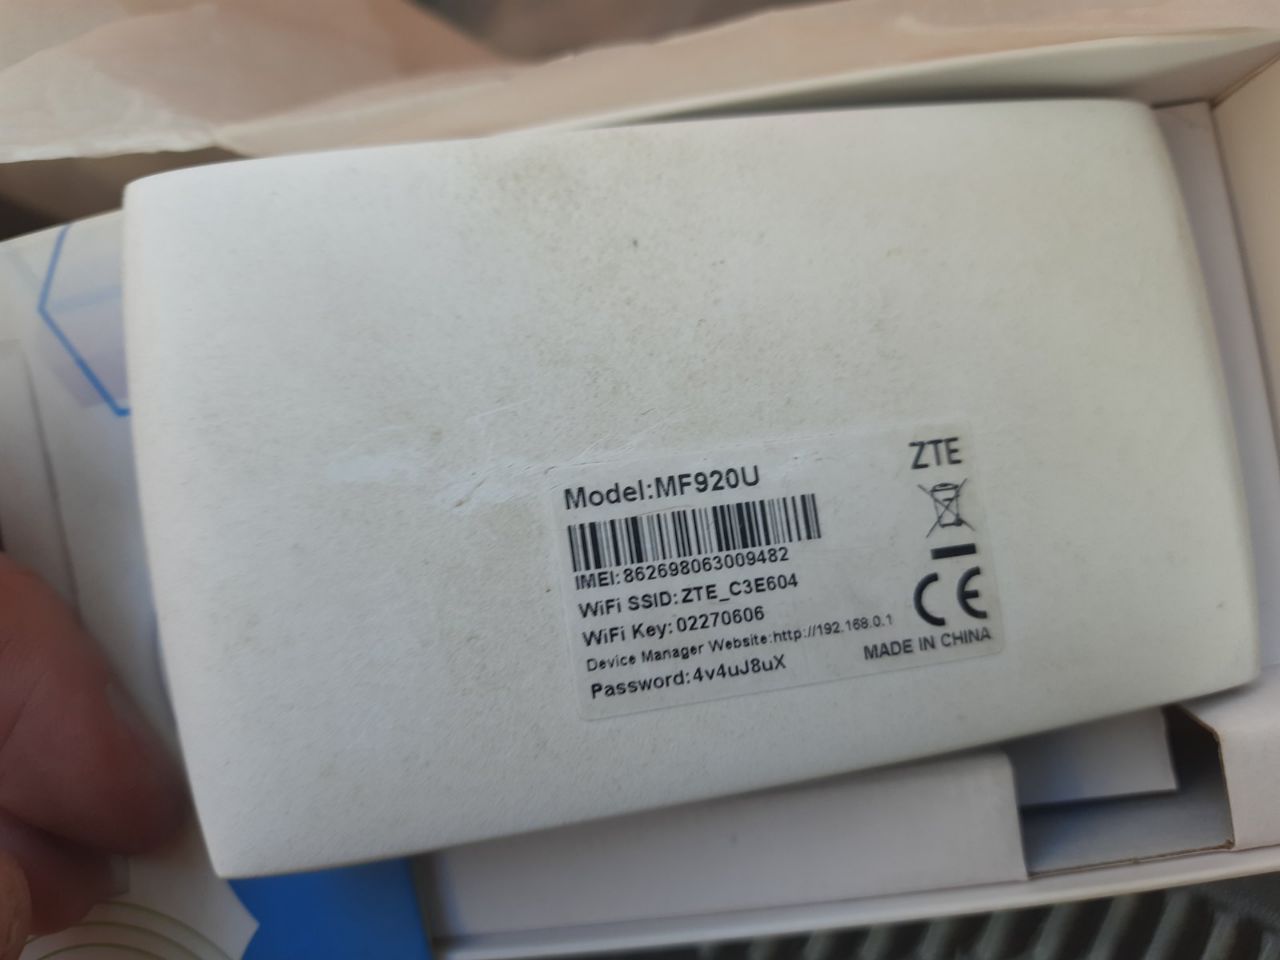 ZTE
Model:MF920U
IMEI:862698063009482
WiFi SSID:ZTE_C3E604
WiFi Key:02270606
Device Manager Website:http://192.168.0.1
Password:4v4uJ8uX
CE
MADE IN CHINA